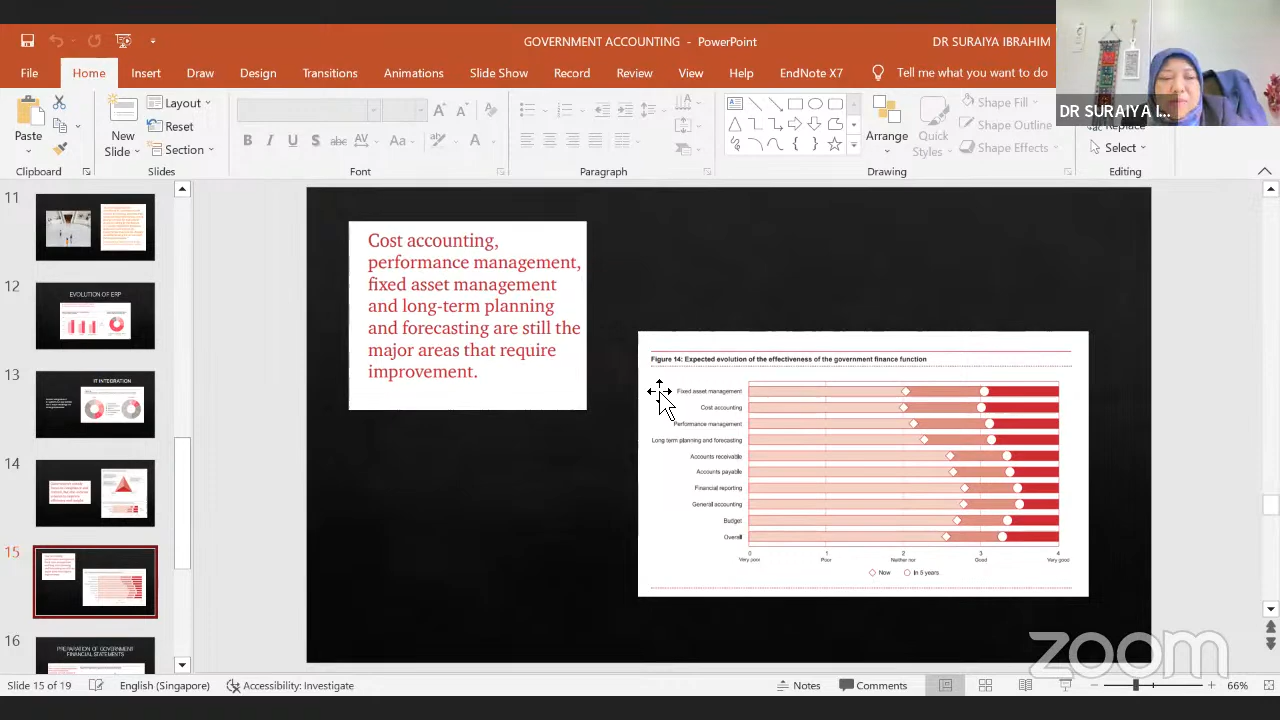 GOVERNMENT ACCOUNTING - PowerPoint
DR SURAIYA IBRAHIM
File Home Insert Draw Design Transitions Animations Slide Show Record Review View Help EndNote X7 Tell me what you want to do
DR SURAIYA I...
Paste
New
Slide
Layout
Reset
Section
B I U S abc AV Aa A
Arrange
Quick
Styles
Shape Fill
Shape Outline
Shape Effects
Replace
Select
Clipboard Slides Font Paragraph Drawing Editing
11
12
EVOLUTION OF ERP
13
IT INTEGRATION
14
15
16
PREPARATION OF GOVERNMENT
FINANCIAL STATEMENTS
Cost accounting,
performance management,
fixed asset management
and long-term planning
and forecasting are still the
major areas that require
improvement.
Figure 14: Expected evolution of the effectiveness of the government finance function
Fixed asset management
Cost accounting
Performance management
Long term planning and forecasting
Accounts receivable
Accounts payable
Financial reporting
General accounting
Budget
Overall
0 1 2 3 4
Very poor Poor Neither nor Good Very good
Now In 5 years
zoom
Slide 15 of 19 English (Singapore) Accessibility: Investigate Notes Comments 66%